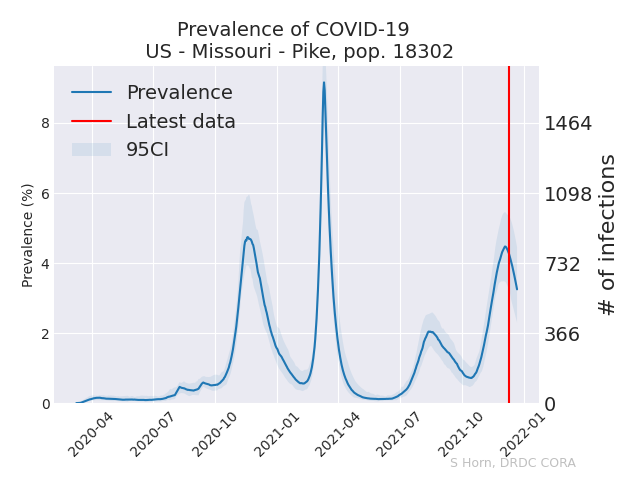 Prevalence of COVID-19
US - Missouri - Pike, pop. 18302
Prevalence
Latest data
95CI
Prevalence (%)
8
6
4
2
0
1464
1098
732
366
0
# of infections
2020-04
2020-07
2020-10
2021-01
2021-04
2021-07
2021-10
2022-01
S Horn, DRDC CORA